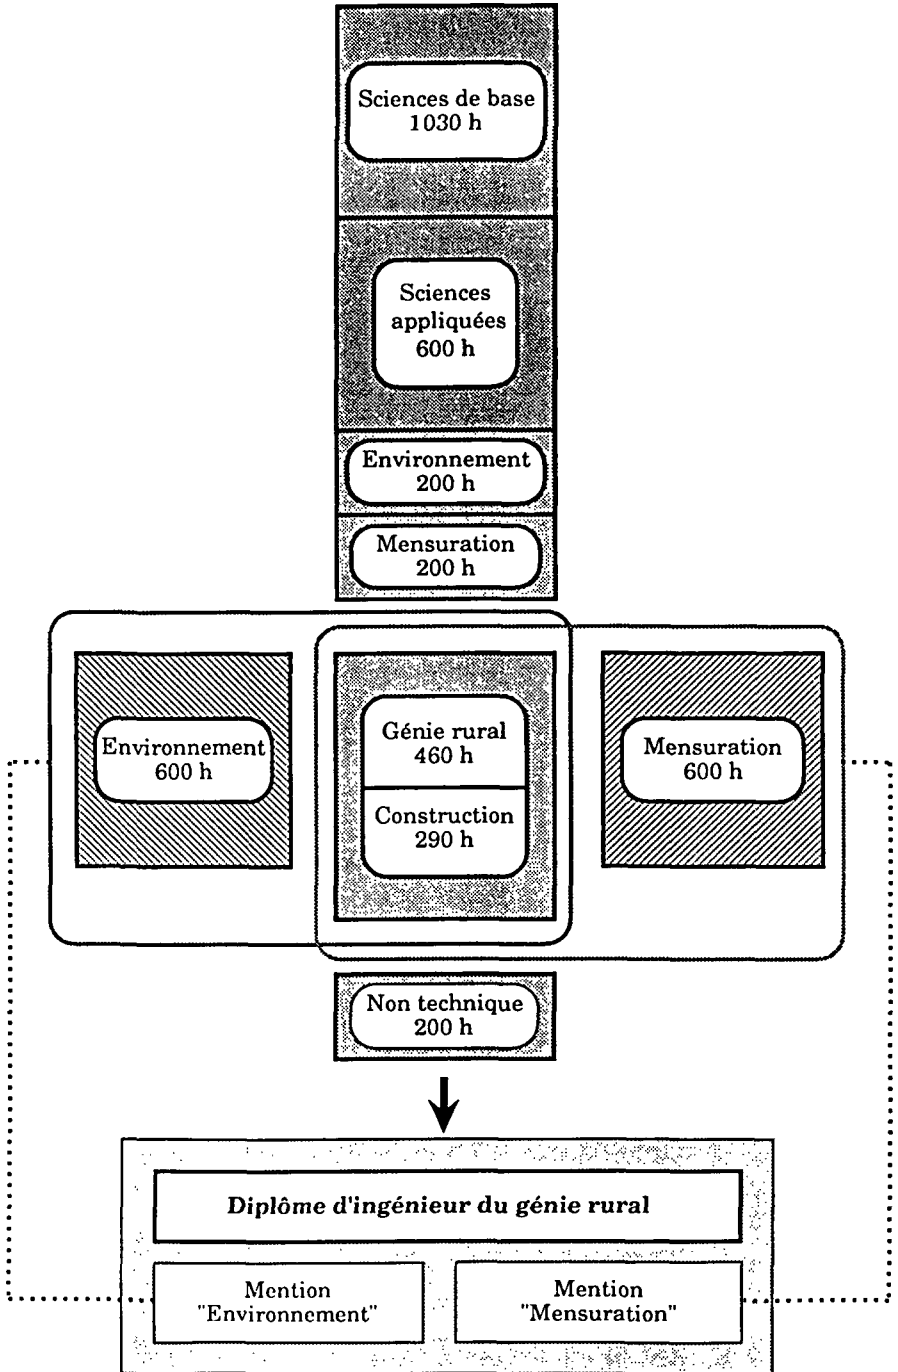 Sciences de base
1030 h
Sciences
appliquées
600 h
Environnement
200 h
Mensuration
200 h
Environnement
600 h
Génie rural
460 h
Construction
290 h
Mensuration
600 h
Non technique
200 h
Diplôme d'ingénieur du génie rural
Mention
"Environnement"
Mention
"Mensuration"